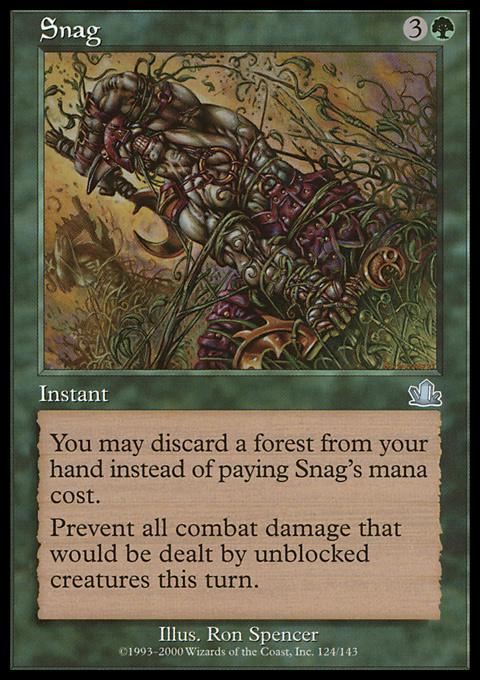 Snag 3
Instant
You may discard a forest from your
hand instead of paying Snag's mana
cost.
Prevent all combat damage that
would be dealt by unblocked
creatures this turn.
Illus. Ron Spencer
©1993–2000 Wizards of the Coast, Inc. 124/143